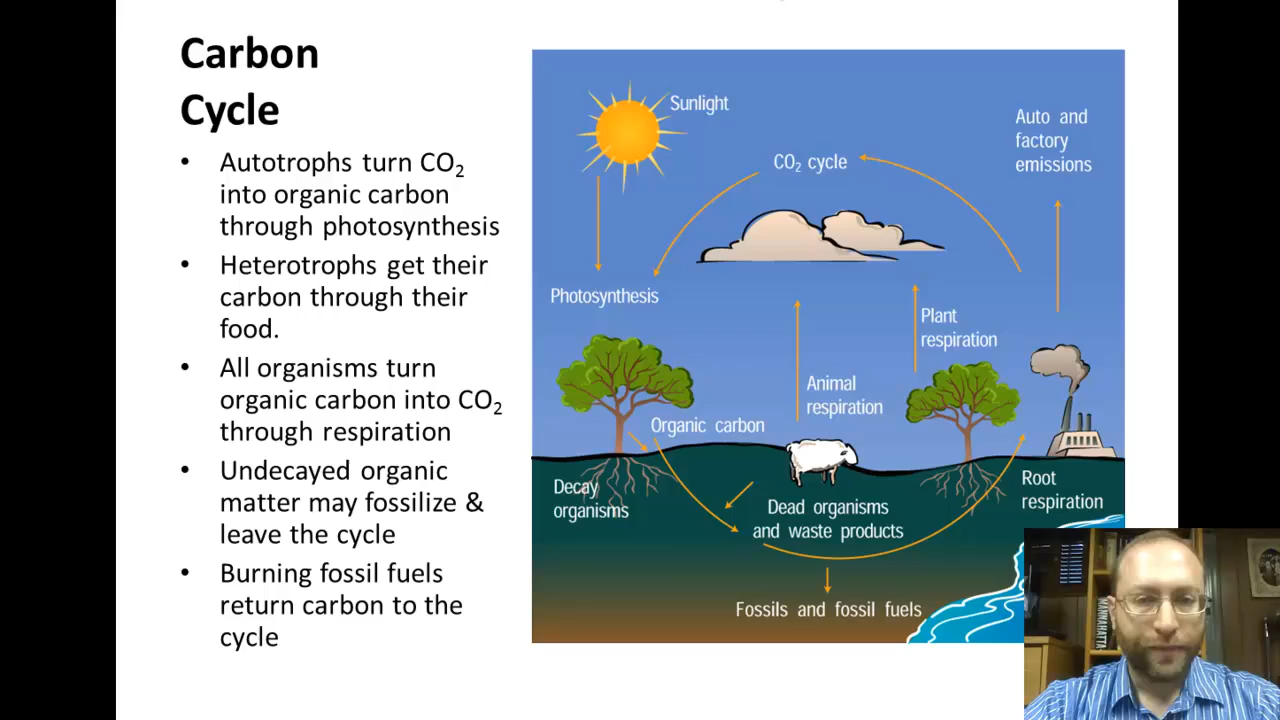 Carbon
Cycle
• Autotrophs turn CO₂
into organic carbon
through photosynthesis
• Heterotrophs get their
carbon through their
food.
• All organisms turn
organic carbon into CO₂
through respiration
• Undecayed organic
matter may fossilize &
leave the cycle
• Burning fossil fuels
return carbon to the
cycle
Sunlight
Auto and
factory
emissions
CO₂ cycle
Photosynthesis
Plant
respiration
Animal
respiration
Organic carbon
Decay
organisms
Dead organisms
and waste products
Root
respiration
Fossils and fossil fuels
MANNAHATTA